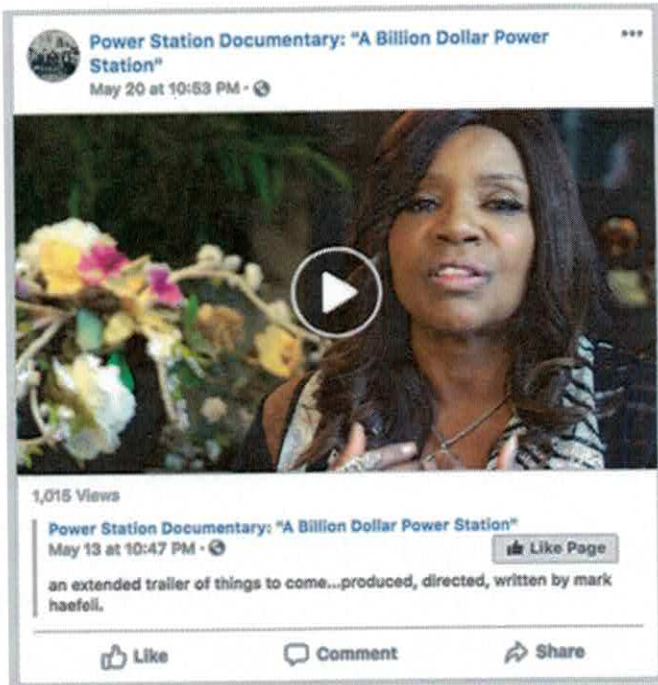 Power Station Documentary: "A Billion Dollar Power
Station"
May 20 at 10:53 PM ·
1,015 Views
Power Station Documentary: "A Billion Dollar Power Station"
May 13 at 10:47 PM ·
Like Page
an extended trailer of things to come...produced, directed, written by mark
haefeli.
Like
Comment
Share